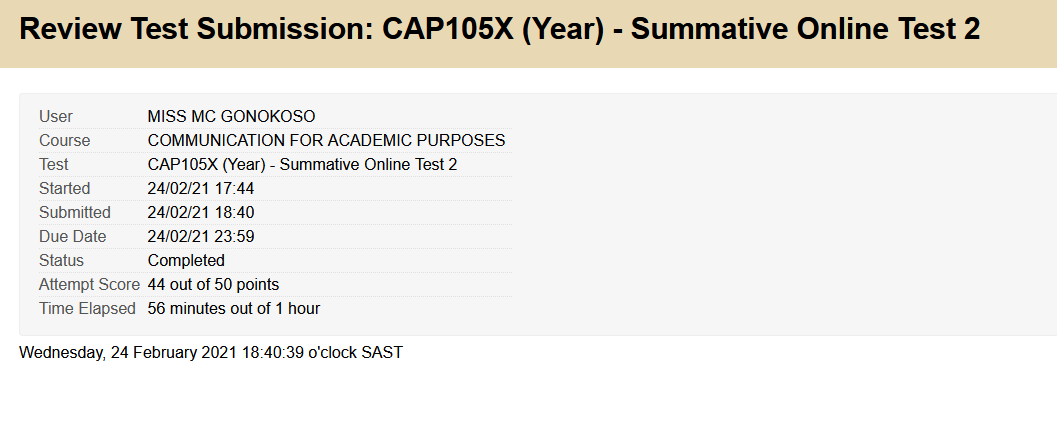 Review Test Submission: CAP105X (Year) - Summative Online Test 2
User MISS MC GONOKOSO
Course COMMUNICATION FOR ACADEMIC PURPOSES
Test CAP105X (Year) - Summative Online Test 2
Started 24/02/21 17:44
Submitted 24/02/21 18:40
Due Date 24/02/21 23:59
Status Completed
Attempt Score 44 out of 50 points
Time Elapsed 56 minutes out of 1 hour
Wednesday, 24 February 2021 18:40:39 o'clock SAST